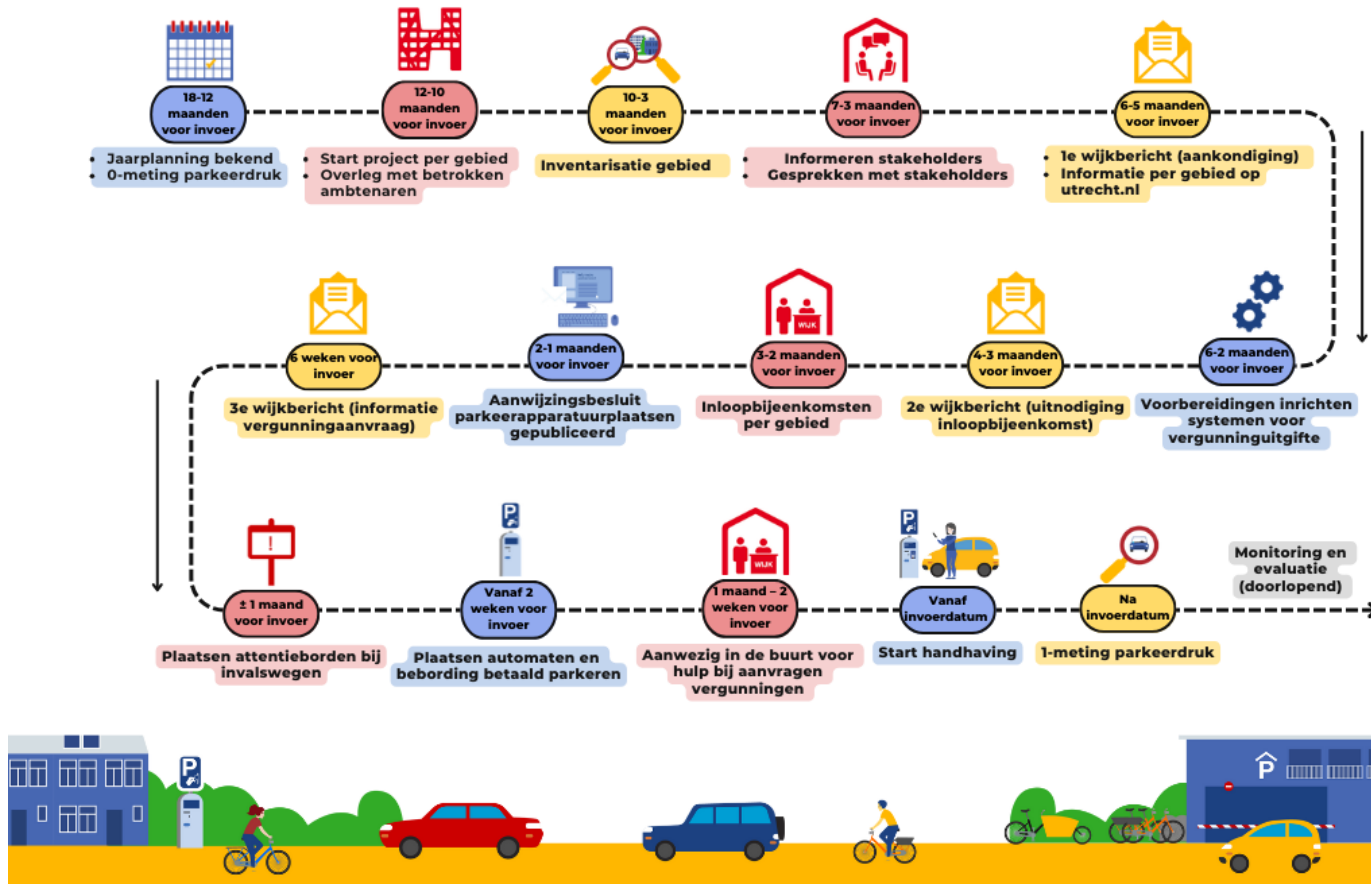 18-12
maanden
voor invoer
• Jaarplanning bekend
• 0-meting parkeerdruk
12-10
maanden
voor invoer
• Start project per gebied
• Overleg met betrokken
ambtenaren
10-3
maanden
voor invoer
Inventarisatie gebied
7-3 maanden
voor invoer
• Informeren stakeholders
• Gesprekken met stakeholders
6-5 maanden
voor invoer
• 1e wijkbericht (aankondiging)
• Informatie per gebied op
utrecht.nl
6-2 maanden
voor invoer
Voorbereidingen inrichten
systemen voor
vergunninguitgifte
4-3 maanden
voor invoer
2e wijkbericht (uitnodiging
inloopbijeenkomst)
WIJK
3-2 maanden
voor invoer
Inloopbijeenkomsten
per gebied
2-1 maanden
voor invoer
Aanwijzingsbesluit
parkeerapparatuurplaatsen
gepubliceerd
6 weken voor
invoer
3e wijkbericht (informatie
vergunningaanvraag)
!
± 1 maand
voor invoer
Plaatsen attentieborden bij
invalswegen
P
Vanaf 2
weken voor
invoer
Plaatsen automaten en
bebording betaald parkeren
WIJK
1 maand – 2
weken voor
invoer
Aanwezig in de buurt voor
hulp bij aanvragen
vergunningen
P
Vanaf
invoerdatum
Start handhaving
Na
invoerdatum
1-meting parkeerdruk
Monitoring en
evaluatie
(doorlopend)
P
P